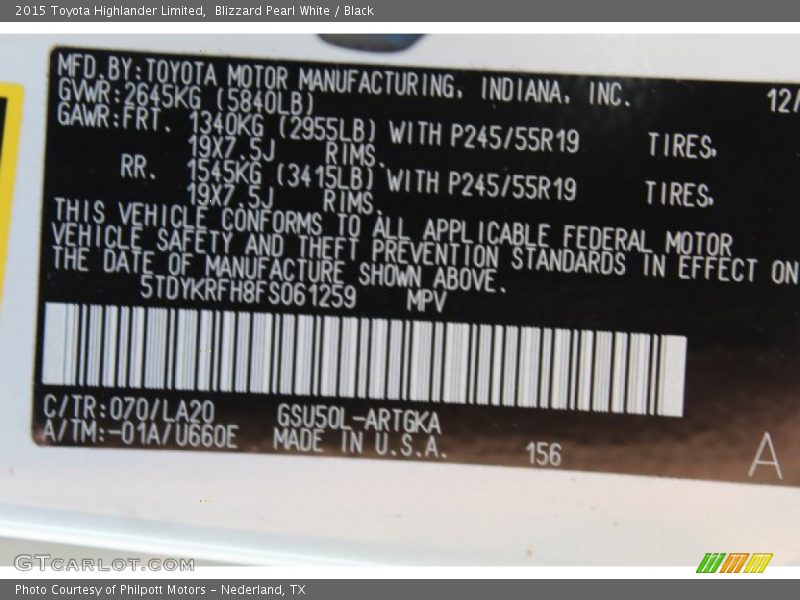 2015 Toyota Highlander Limited, Blizzard Pearl White / Black
MFD.BY:TOYOTA MOTOR MANUFACTURING, INDIANA, INC. 12/
GVWR:2645KG (5840LB)
GAWR:FRT. 1340KG (2955LB) WITH P245/55R19 TIRES,
19X7.5J RIMS.
RR. 1545KG (3415LB) WITH P245/55R19 TIRES,
19X7.5J RIMS.
THIS VEHICLE CONFORMS TO ALL APPLICABLE FEDERAL MOTOR
VEHICLE SAFETY AND THEFT PREVENTION STANDARDS IN EFFECT ON
THE DATE OF MANUFACTURE SHOWN ABOVE.
5TDYKRFH8FS061259 MPV
C/TR:070/LA20 GSU50L-ARTGKA
A/TM:-01A/U660E MADE IN U.S.A. 156 A
GTCarLot.com
Photo Courtesy of Philpott Motors - Nederland, TX